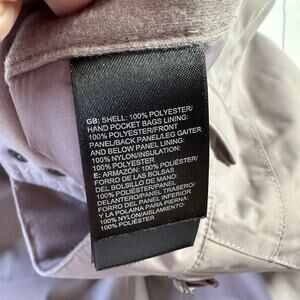 GB: SHELL: 100% POLYESTER/
HAND POCKET BAGS LINING:
100% POLYESTER/FRONT
PANEL/BACK PANEL/LEG GAITER
AND BELOW PANEL LINING:
100% NYLON/INSULATION:
100% POLYESTER
E: ARMAZÓN: 100% POLIÉSTER/
FORRO DE LAS BOLSAS
DEL BOLSILLO DE MANO:
100% POLIÉSTER/PANEL
DELANTERO/PANEL TRASERO/
FORRO DEL PANEL INFERIOR
Y LA POLAINA PARA PIERNAS:
100% NYLON/AISLAMIENTO:
100% POLIÉSTER